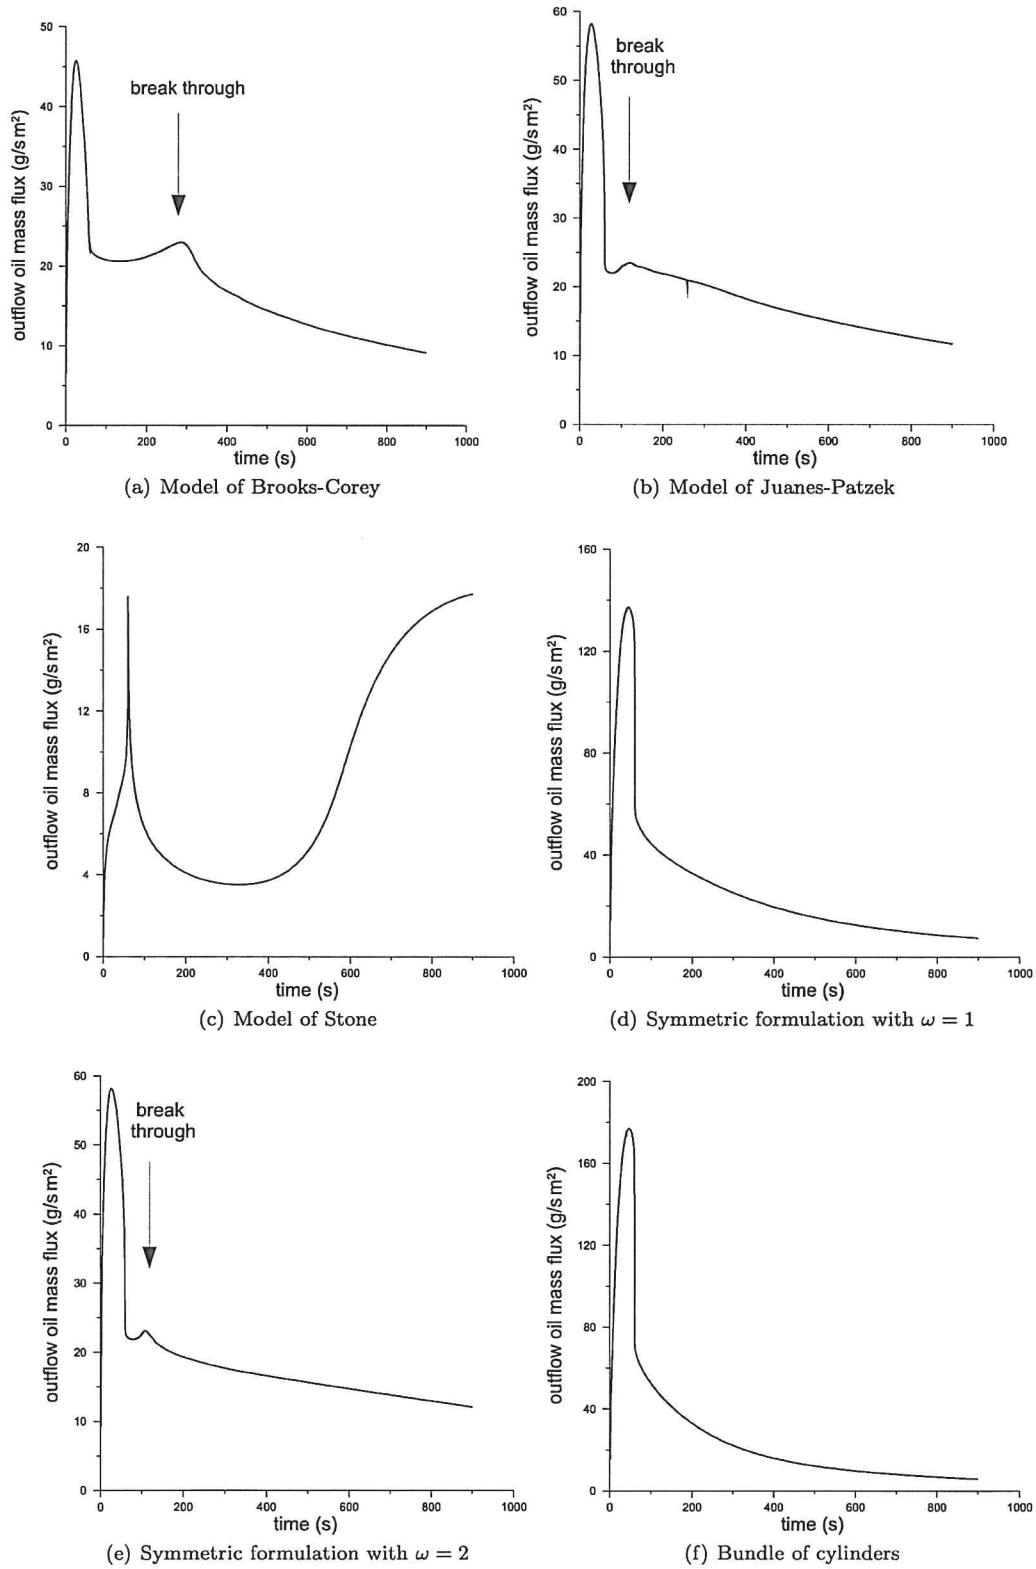 50
40
30
20
10
0
outflow oil mass flux (g/s m²)
break through
0 200 400 600 800 1000
time (s)
(a) Model of Brooks-Corey
60
50
40
30
20
10
0
outflow oil mass flux (g/s m²)
break
through
0 200 400 600 800 1000
time (s)
(b) Model of Juanes-Patzek
20
16
12
8
4
0
outflow oil mass flux (g/s m²)
0 200 400 600 800 1000
time (s)
(c) Model of Stone
160
120
80
40
0
outflow oil mass flux (g/s m²)
0 200 400 600 800 1000
time (s)
(d) Symmetric formulation with ω = 1
60
50
40
30
20
10
0
outflow oil mass flux (g/s m²)
break
through
0 200 400 600 800 1000
time (s)
(e) Symmetric formulation with ω = 2
200
160
120
80
40
0
outflow oil mass flux (g/s m²)
0 200 400 600 800 1000
time (s)
(f) Bundle of cylinders